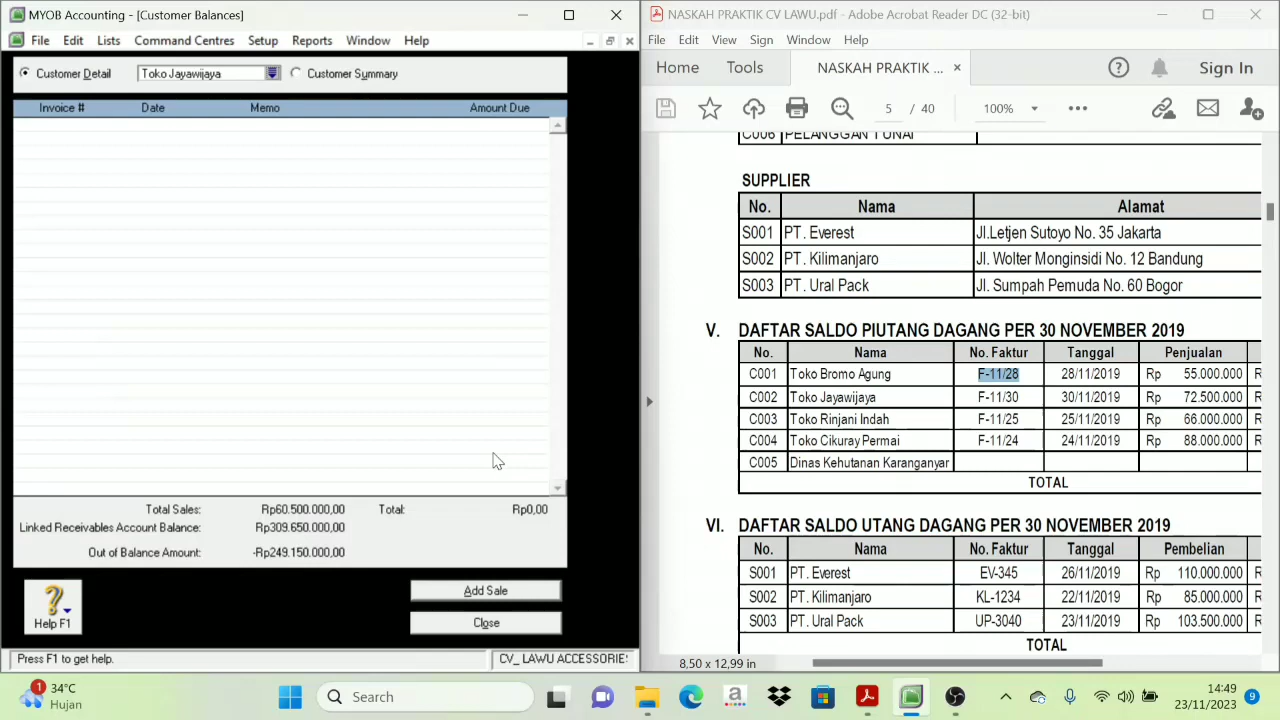 MYOB Accounting - [Customer Balances]
File Edit Lists Command Centres Setup Reports Window Help
Customer Detail Toko Jayawijaya Customer Summary
Invoice # Date Memo Amount Due
Total Sales: Rp60.500.000,00 Total: Rp0,00
Linked Receivables Account Balance: Rp309.650.000,00
Out of Balance Amount: -Rp249.150.000,00
Add Sale
Help F1
Close
Press F1 to get help. CV_ LAWU ACCESSORIE
NASKAH PRAKTIK CV LAWU.pdf - Adobe Acrobat Reader DC (32-bit)
File Edit View Sign Window Help
Home Tools NASKAH PRAKTIK ... Sign In
5 / 40 100%
C006 PELANGGAN TUNAI
SUPPLIER
No. Nama Alamat
S001 PT. Everest Jl.Letjen Sutoyo No. 35 Jakarta
S002 PT. Kilimanjaro Jl. Wolter Monginsidi No. 12 Bandung
S003 PT. Ural Pack Jl. Sumpah Pemuda No. 60 Bogor
V. DAFTAR SALDO PIUTANG DAGANG PER 30 NOVEMBER 2019
No. Nama No. Faktur Tanggal Penjualan
C001 Toko Bromo Agung F-11/28 28/11/2019 Rp 55.000.000
C002 Toko Jayawijaya F-11/30 30/11/2019 Rp 72.500.000
C003 Toko Rinjani Indah F-11/25 25/11/2019 Rp 66.000.000
C004 Toko Cikuray Permai F-11/24 24/11/2019 Rp 88.000.000
C005 Dinas Kehutanan Karanganyar
TOTAL
VI. DAFTAR SALDO UTANG DAGANG PER 30 NOVEMBER 2019
No. Nama No. Faktur Tanggal Pembelian
S001 PT. Everest EV-345 26/11/2019 Rp 110.000.000
S002 PT. Kilimanjaro KL-1234 22/11/2019 Rp 85.000.000
S003 PT. Ural Pack UP-3040 23/11/2019 Rp 103.500.000
TOTAL
8,50 x 12,99 in
1 34°C
Hujan
Search
14:49
23/11/2023 9